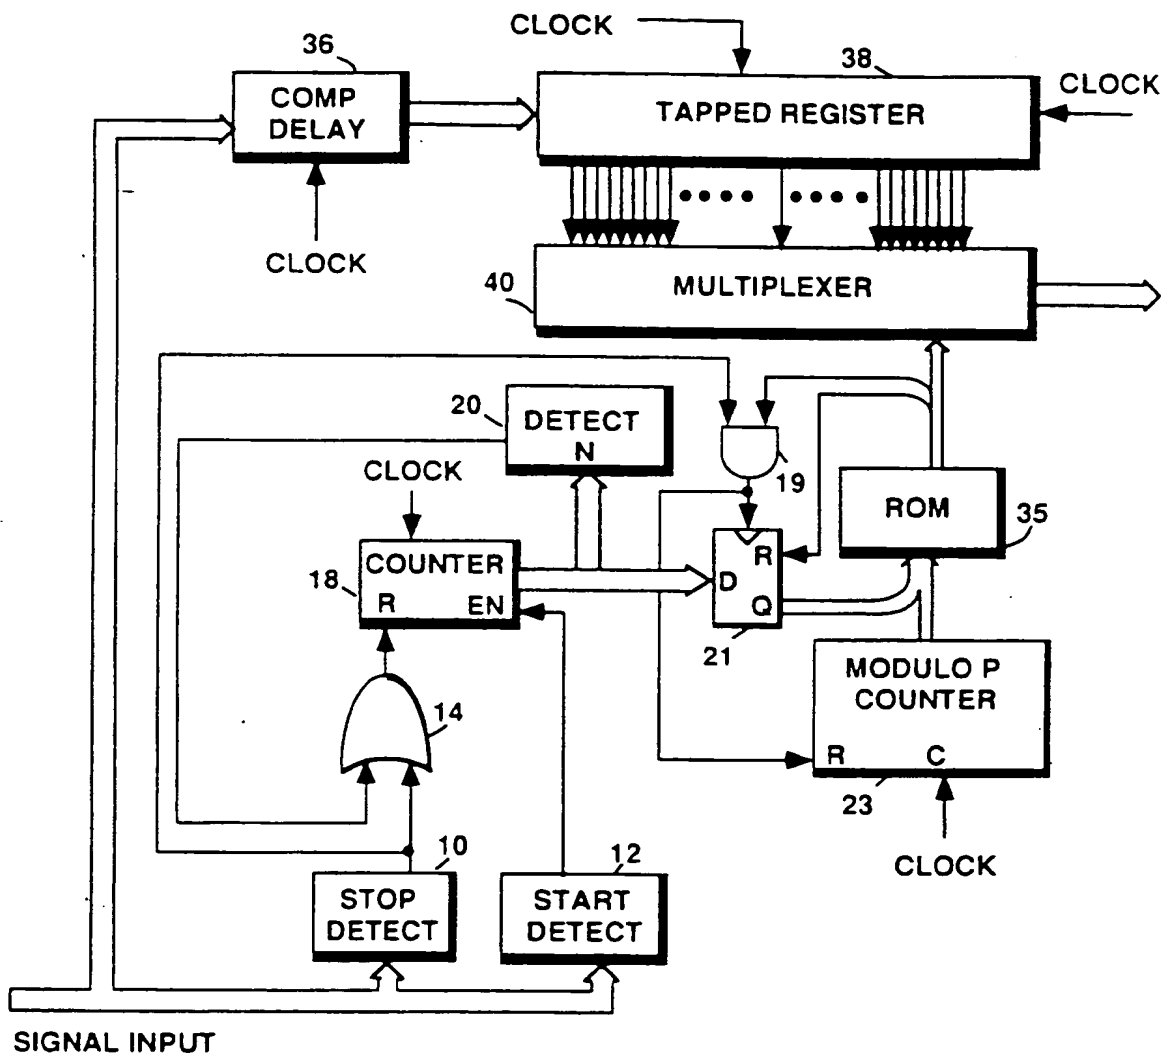 CLOCK
36
38
CLOCK
COMP
DELAY
TAPPED REGISTER
CLOCK
40
MULTIPLEXER
20
DETECT
N
CLOCK
19
ROM
35
COUNTER
18
R
EN
R
D
Q
21
MODULO P
COUNTER
14
R
C
23
CLOCK
10
12
STOP
DETECT
START
DETECT
SIGNAL INPUT